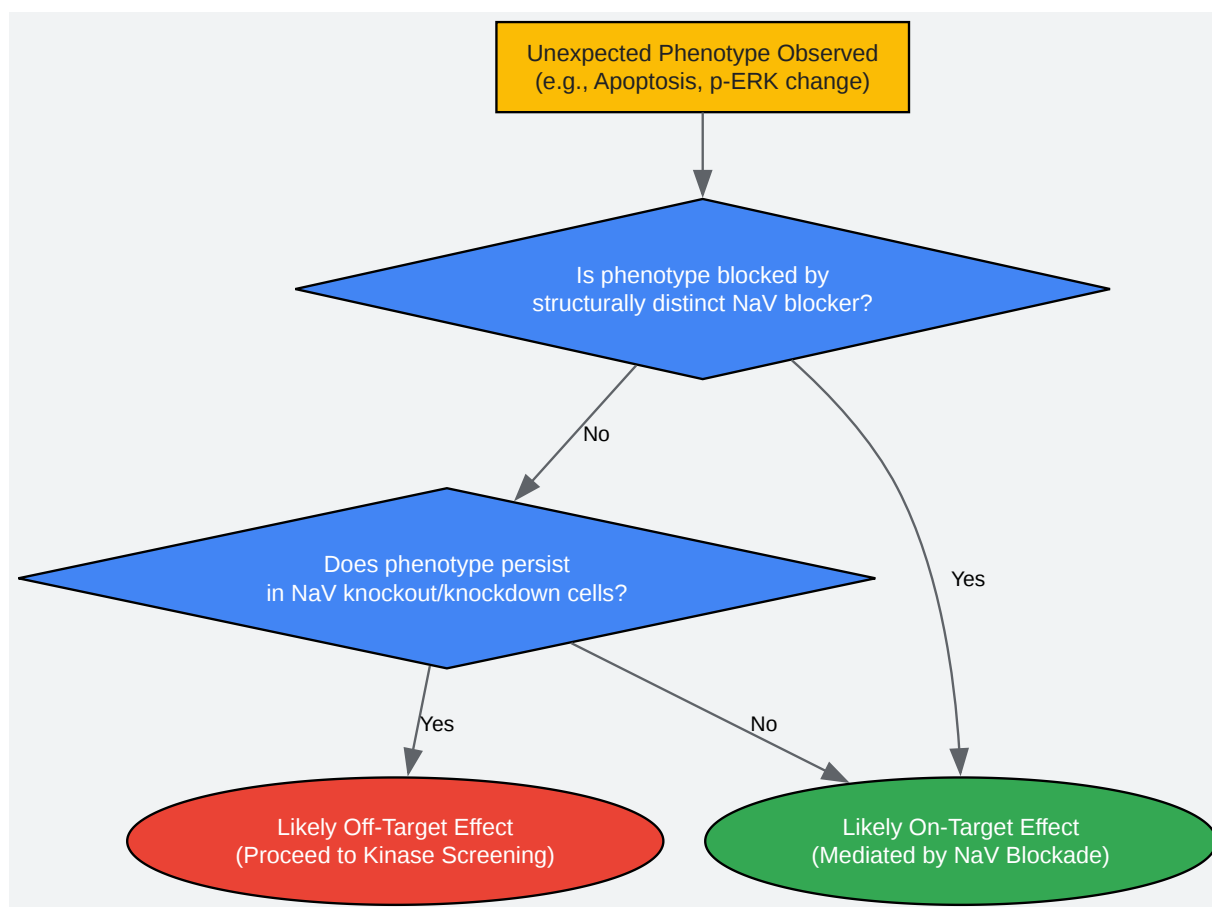 Unexpected Phenotype Observed
(e.g., Apoptosis, p-ERK change)
Is phenotype blocked by
structurally distinct NaV blocker?
No
Yes
Does phenotype persist
in NaV knockout/knockdown cells?
Yes
No
Likely Off-Target Effect
(Proceed to Kinase Screening)
Likely On-Target Effect
(Mediated by NaV Blockade)